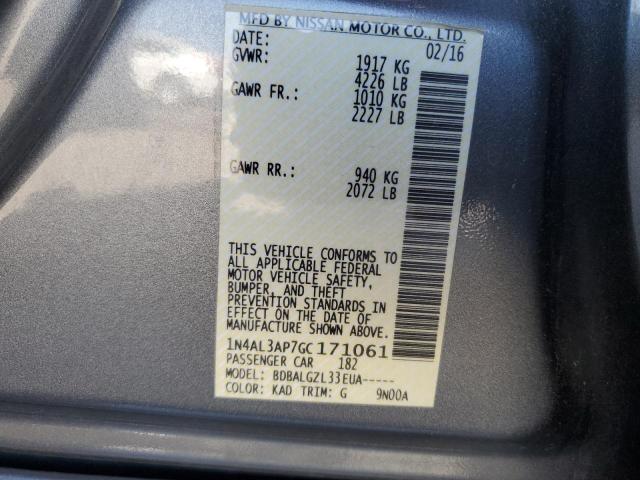 MFD BY NISSAN MOTOR CO., LTD.
DATE: 02/16
GVWR: 1917 KG
4226 LB
GAWR FR.: 1010 KG
2227 LB
GAWR RR.: 940 KG
2072 LB
THIS VEHICLE CONFORMS TO
ALL APPLICABLE FEDERAL
MOTOR VEHICLE SAFETY,
BUMPER, AND THEFT
PREVENTION STANDARDS IN
EFFECT ON THE DATE OF
MANUFACTURE SHOWN ABOVE.
1N4AL3AP7GC171061
PASSENGER CAR 182
MODEL: BDBALGZL33EUA-----
COLOR: KAD TRIM: G 9N00A